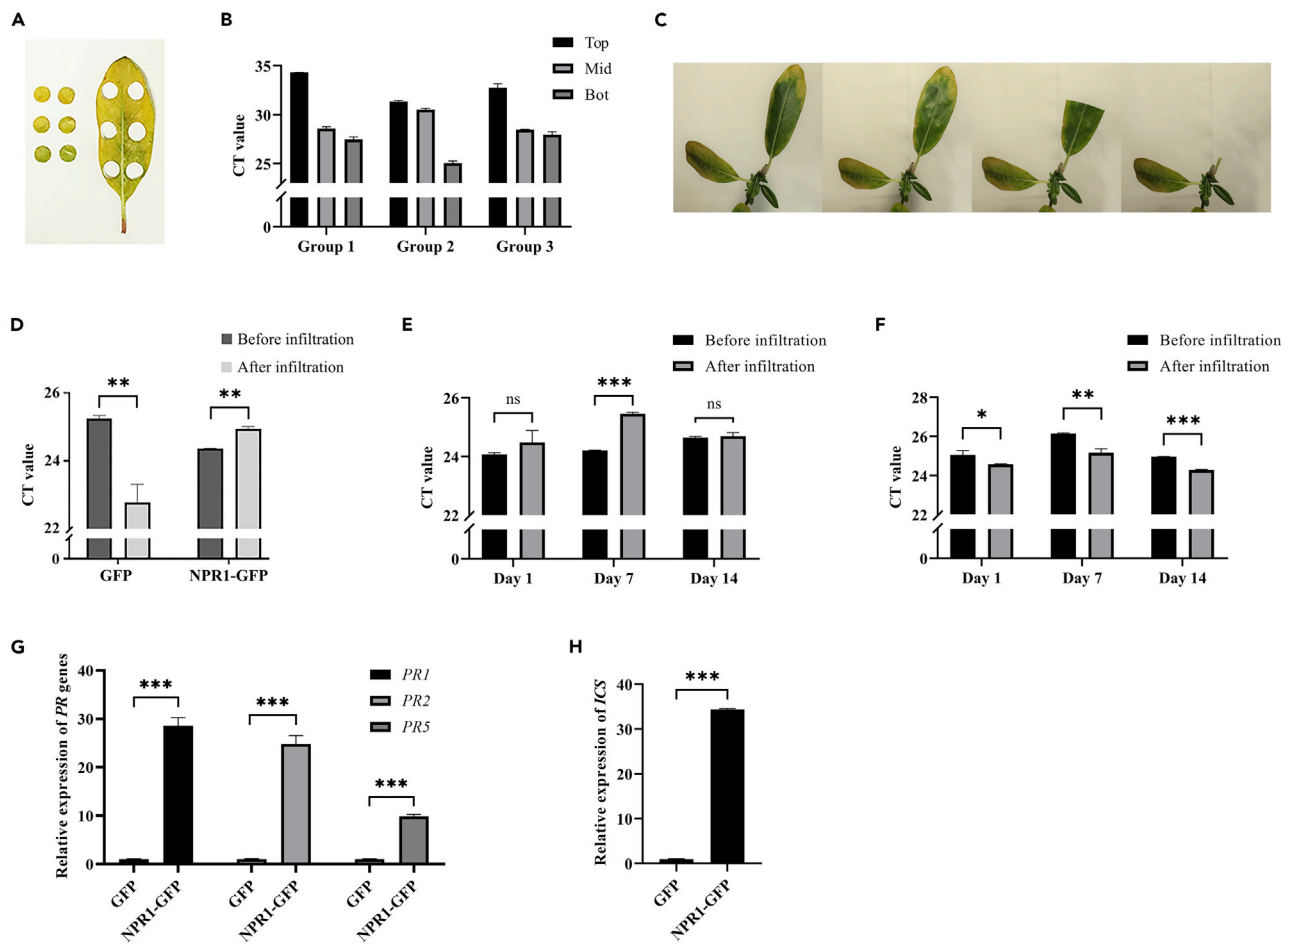 A
B
C
Top
Mid
Bot
CT value
35
30
25
0
Group 1
Group 2
Group 3
D
Before infiltration
After infiltration
CT value
26
24
22
0
**
**
GFP
NPR1-GFP
E
Before infiltration
After infiltration
CT value
26
24
22
0
ns
***
ns
Day 1
Day 7
Day 14
F
Before infiltration
After infiltration
CT value
28
26
24
22
0
*
**
***
Day 1
Day 7
Day 14
G
PR1
PR2
PR5
Relative expression of PR genes
40
30
20
10
0
***
***
***
GFP
NPR1-GFP
GFP
NPR1-GFP
GFP
NPR1-GFP
H
Relative expression of ICS
40
30
20
10
0
***
GFP
NPR1-GFP